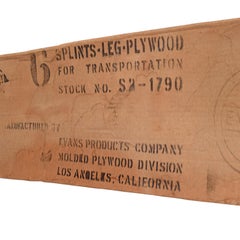 6 SPLINTS-LEG-PLYWOOD
FOR TRANSPORTATION
STOCK NO. S2-1790
EVANS PRODUCTS COMPANY
MOLDED PLYWOOD DIVISION
LOS ANGELES, CALIFORNIA